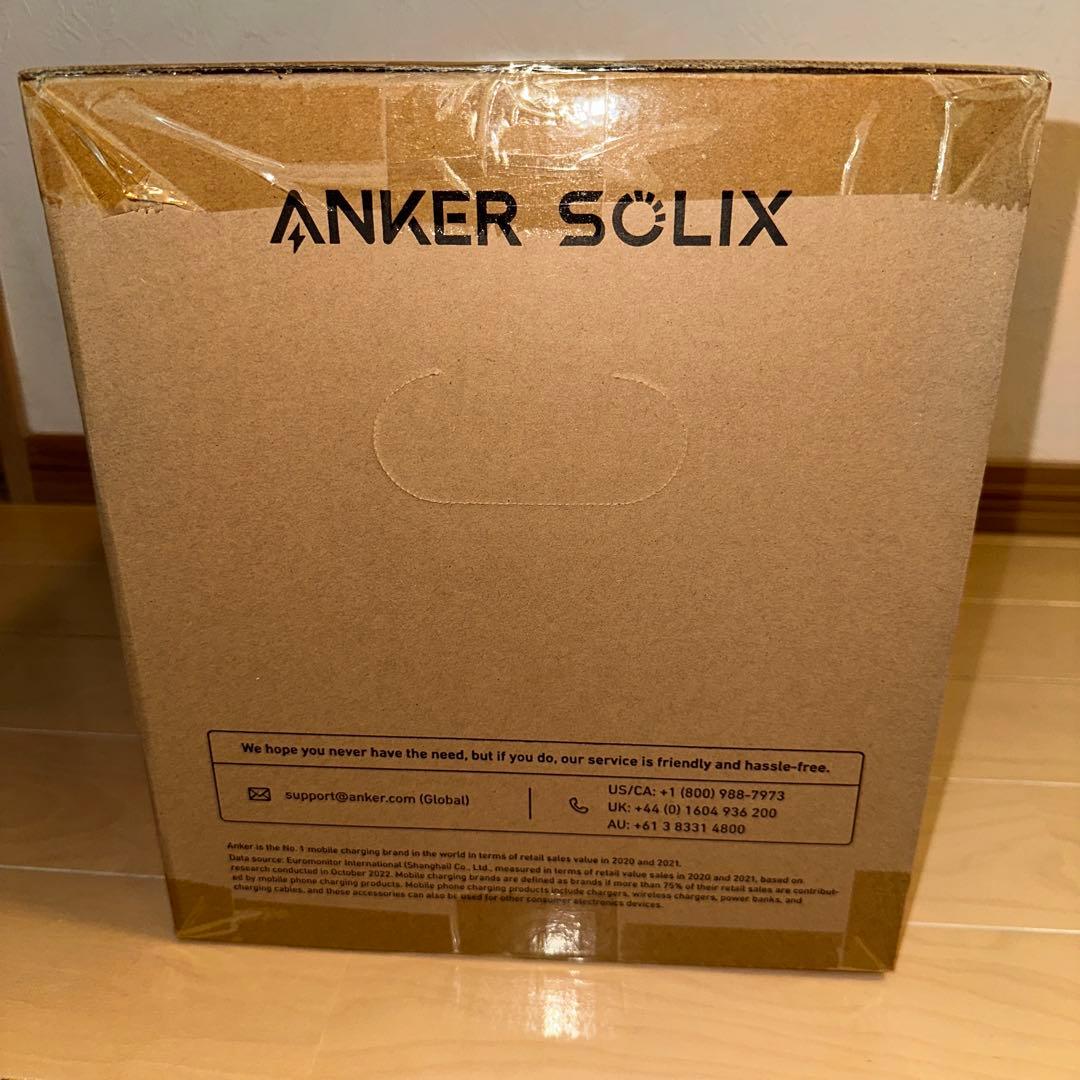 ANKER SOLIX
We hope you never have the need, but if you do, our service is friendly and hassle-free.
support@anker.com (Global)
US/CA: +1 (800) 988-7973
UK: +44 (0) 1604 936 200
AU: +61 3 8331 4800
Anker is the No. 1 mobile charging brand in the world in terms of retail sales value in 2020 and 2021.
Data source: Euromonitor International (Shanghai) Co., Ltd., measured in terms of retail value sales in 2020 and 2021, based on
research conducted in October 2022. Mobile charging brands are defined as brands if more than 75% of their retail sales are contribut-
ed by mobile phone charging products. Mobile phone charging products include chargers, wireless chargers, power banks, and
charging cables, and those accessories can also be used for other consumer electronics devices.